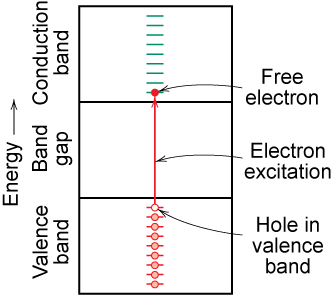 Energy
Conduction
band
Band
gap
Valence
band
Free
electron
Electron
excitation
Hole in
valence
band